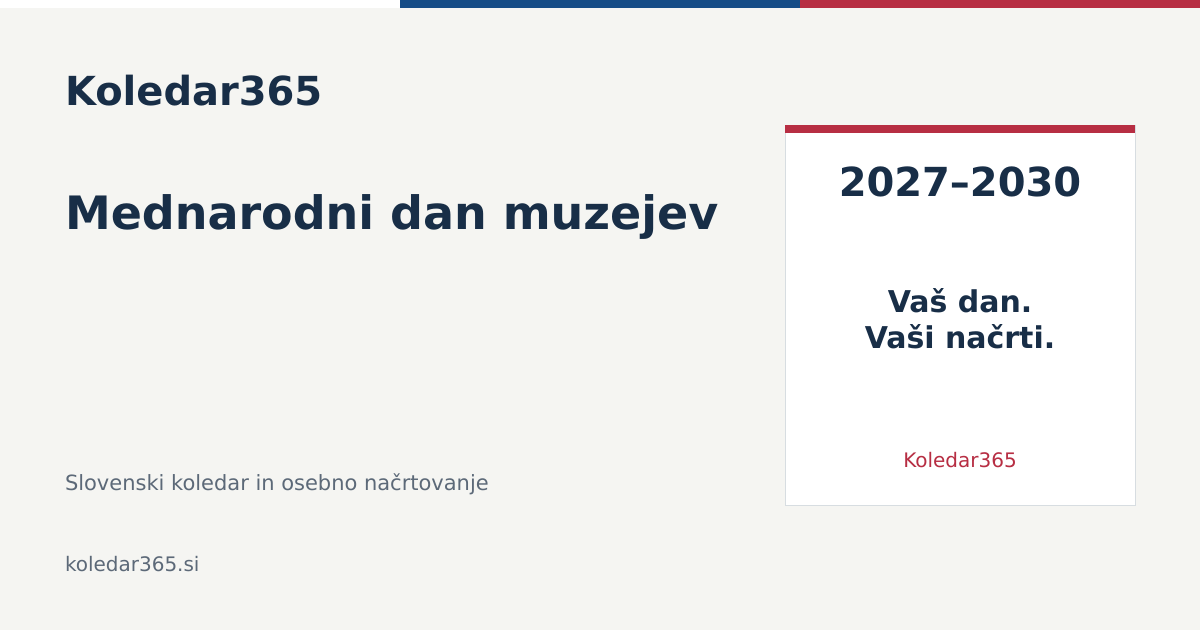 Koledar365
Mednarodni dan muzejev
Slovenski koledar in osebno načrtovanje
koledar365.si
2027–2030
Vaš dan.
Vaši načrti.
Koledar365